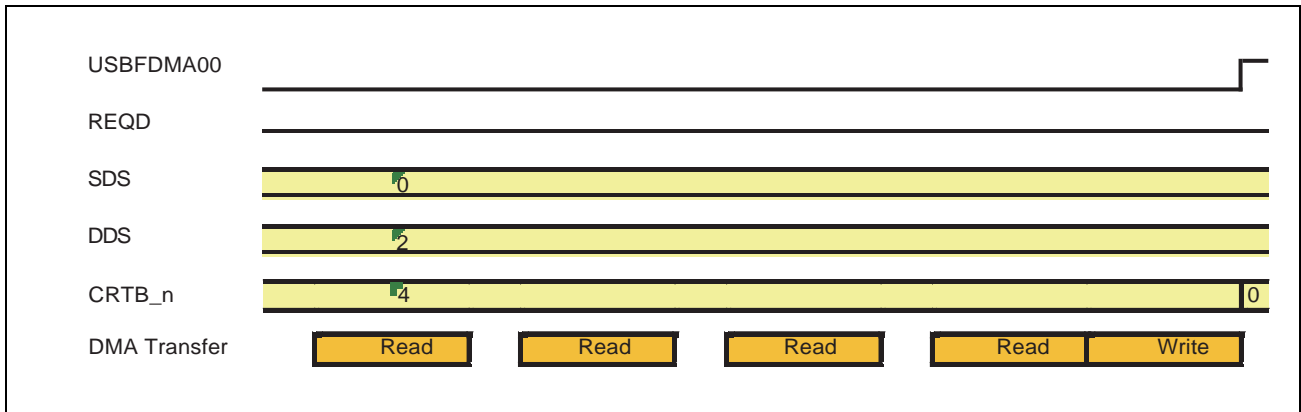 USBFDMA00
REQD
SDS 0
DDS 2
CRTB_n 4 0
DMA Transfer Read Read Read Read Write